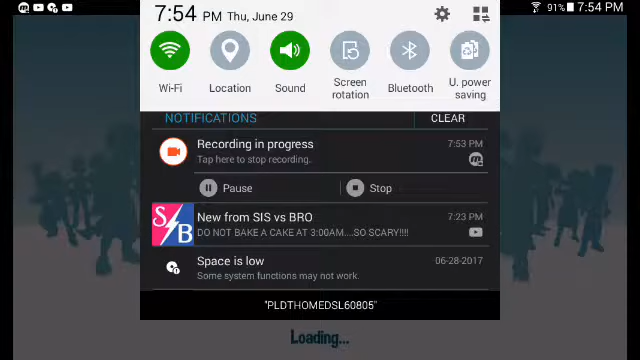 91% 7:54 PM
7:54 PM Thu, June 29
Wi-Fi
Location
Sound
Screen rotation
Bluetooth
U. power saving
NOTIFICATIONS
CLEAR
Recording in progress
7:53 PM
Tap here to stop recording.
Pause
Stop
S/B
New from SIS vs BRO
7:23 PM
DO NOT BAKE A CAKE AT 3:00AM....SO SCARY!!!!
Space is low
06-28-2017
Some system functions may not work.
"PLDTHOMEDSL60805"
Loading...